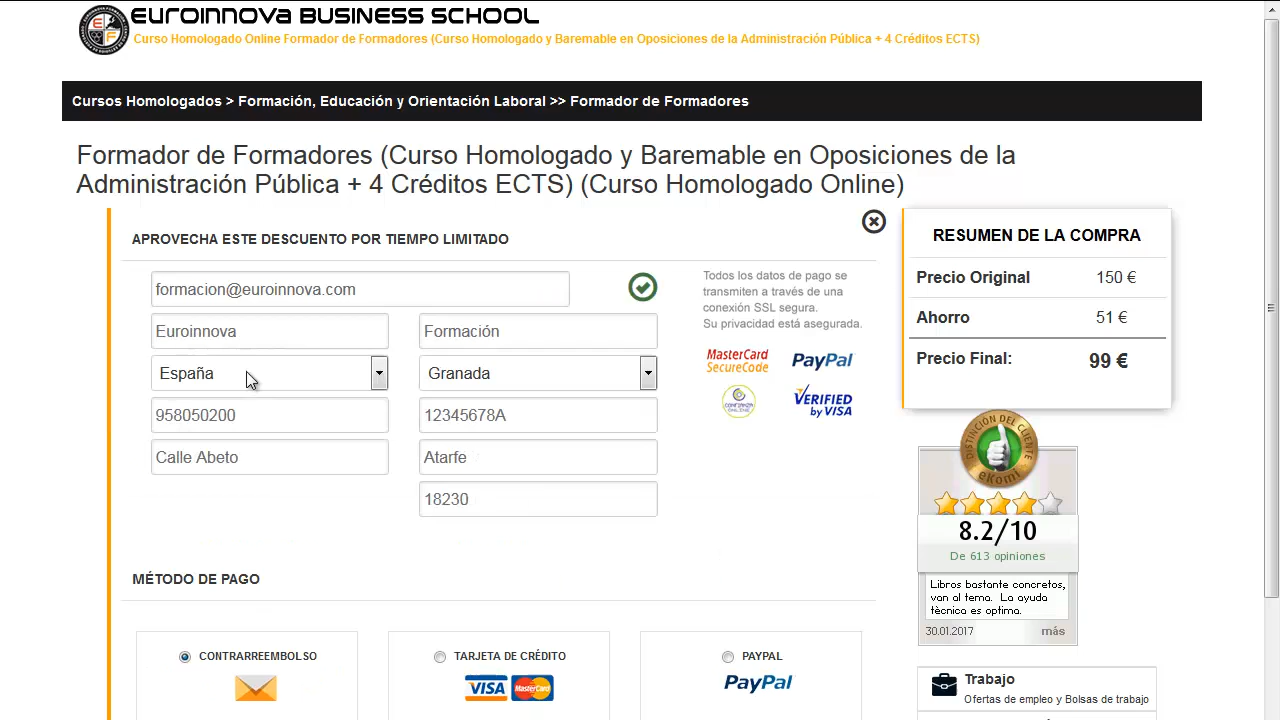 EUROINNOVA BUSINESS SCHOOL
Curso Homologado Online Formador de Formadores (Curso Homologado y Baremable en Oposiciones de la Administración Pública + 4 Créditos ECTS)
Cursos Homologados > Formación, Educación y Orientación Laboral >> Formador de Formadores
Formador de Formadores (Curso Homologado y Baremable en Oposiciones de la
Administración Pública + 4 Créditos ECTS) (Curso Homologado Online)
APROVECHA ESTE DESCUENTO POR TIEMPO LIMITADO
formacion@euroinnova.com
Euroinnova
Formación
España
Granada
958050200
12345678A
Calle Abeto
Atarfe
18230
Todos los datos de pago se
transmiten a través de una
conexión SSL segura.
Su privacidad está asegurada.
MasterCard
SecureCode
PayPal
CONFIANZA
ONLINE
VERIFIED
by VISA
RESUMEN DE LA COMPRA
Precio Original 150 €
Ahorro 51 €
Precio Final: 99 €
DISTINCIÓN DEL CLIENTE
eKomi
8.2/10
De 613 opiniones
Libros bastante concretos,
van al tema. La ayuda
tècnica es optima.
30.01.2017 más
Trabajo
Ofertas de empleo y Bolsas de trabajo
MÉTODO DE PAGO
CONTRARREEMBOLSO
TARJETA DE CRÉDITO
VISA MasterCard
PAYPAL
PayPal